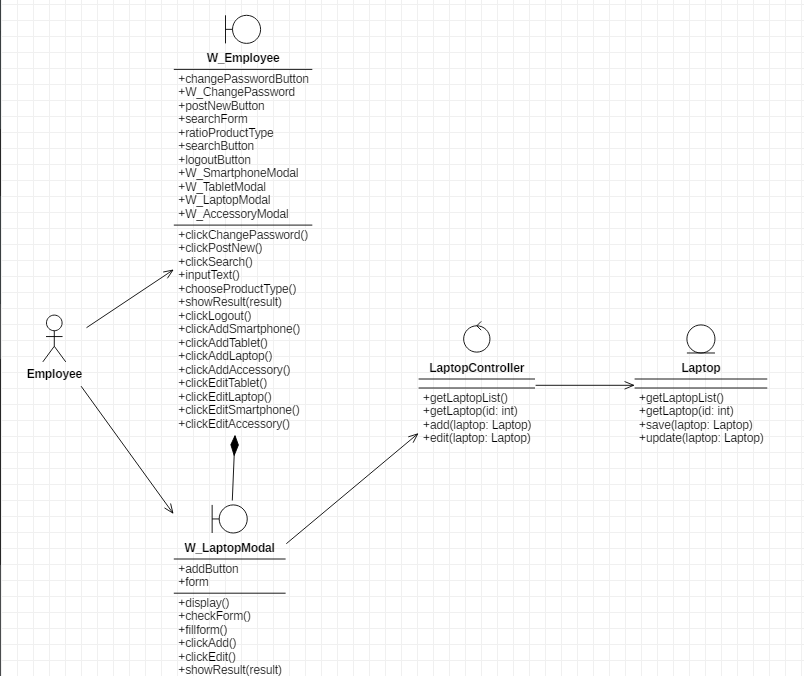 W_Employee
+changePasswordButton
+W_ChangePassword
+postNewButton
+searchForm
+ratioProductType
+searchButton
+logoutButton
+W_SmartphoneModal
+W_TabletModal
+W_LaptopModal
+W_AccessoryModal
+clickChangePassword()
+clickPostNew()
+clickSearch()
+inputText()
+chooseProductType()
+showResult(result)
+clickLogout()
+clickAddSmartphone()
+clickAddTablet()
+clickAddLaptop()
+clickAddAccessory()
+clickEditTablet()
+clickEditLaptop()
+clickEditSmartphone()
+clickEditAccessory()
Employee
LaptopController
+getLaptopList()
+getLaptop(id: int)
+add(laptop: Laptop)
+edit(laptop: Laptop)
Laptop
+getLaptopList()
+getLaptop(id: int)
+save(laptop: Laptop)
+update(laptop: Laptop)
W_LaptopModal
+addButton
+form
+display()
+checkForm()
+fillform()
+clickAdd()
+clickEdit()
+showResult(result)